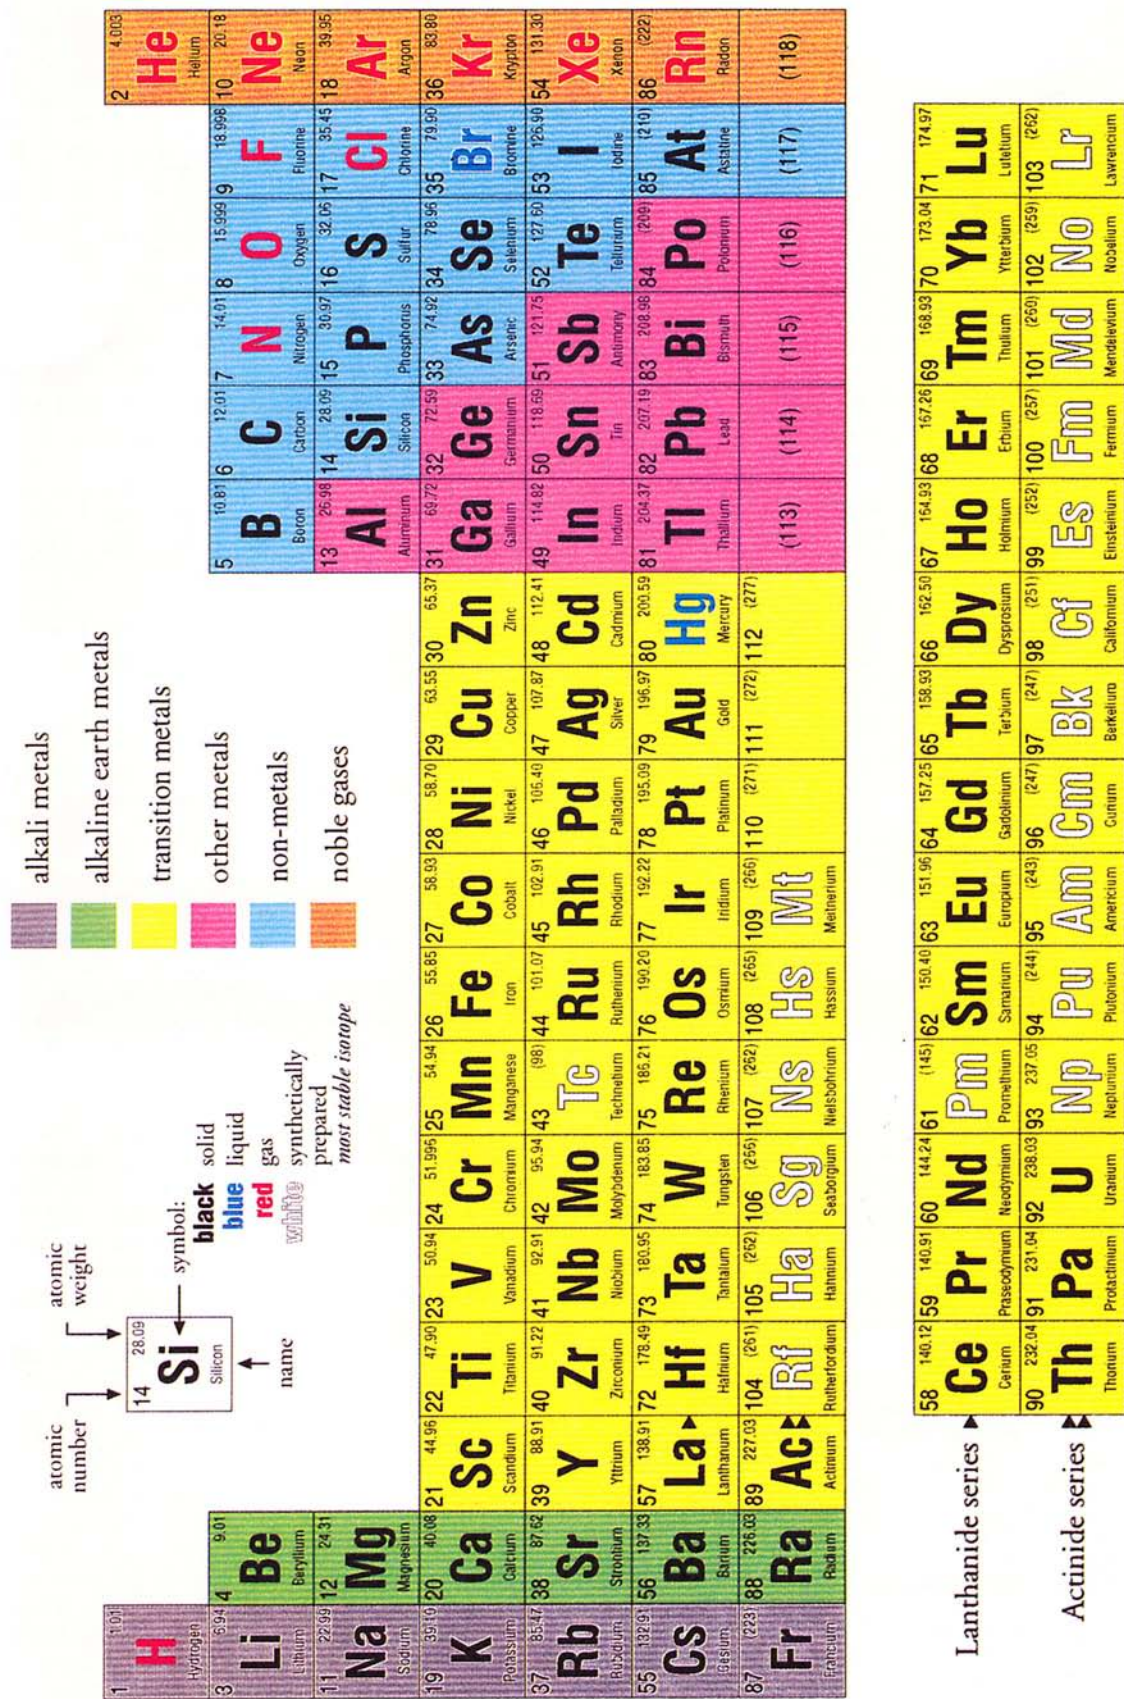 alkali metals
alkaline earth metals
transition metals
other metals
non-metals
noble gases
atomic number
atomic weight
14 28.09
Si
Silicon
name
symbol:
black solid
blue liquid
red gas
white synthetically
prepared
most stable isotope
1 1.01 2 4.003
H He
Hydrogen Helium
3 6.94 4 9.01 5 10.81 6 12.01 7 14.01 8 15.999 9 18.998 10 20.18
Li Be B C N O F Ne
Lithium Beryllium Boron Carbon Nitrogen Oxygen Fluorine Neon
11 22.99 12 24.31 13 26.98 14 28.09 15 30.97 16 32.06 17 35.45 18 39.95
Na Mg Al Si P S Cl Ar
Sodium Magnesium Aluminum Silicon Phosphorus Sulfur Chlorine Argon
19 39.10 20 40.08 21 44.96 22 47.90 23 50.94 24 51.996 25 54.94 26 55.85 27 58.93 28 58.70 29 63.55 30 65.37 31 69.72 32 72.59 33 74.92 34 78.96 35 79.90 36 83.80
K Ca Sc Ti V Cr Mn Fe Co Ni Cu Zn Ga Ge As Se Br Kr
Potassium Calcium Scandium Titanium Vanadium Chromium Manganese Iron Cobalt Nickel Copper Zinc Gallium Germanium Arsenic Selenium Bromine Krypton
37 85.47 38 87.62 39 88.91 40 91.22 41 92.91 42 95.94 43 (98) 44 101.07 45 102.91 46 106.40 47 107.87 48 112.41 49 114.82 50 118.69 51 121.75 52 127.60 53 126.90 54 131.30
Rb Sr Y Zr Nb Mo Tc Ru Rh Pd Ag Cd In Sn Sb Te I Xe
Rubidium Strontium Yttrium Zirconium Niobium Molybdenum Technetium Ruthenium Rhodium Palladium Silver Cadmium Indium Tin Antimony Tellurium Iodine Xenon
55 132.91 56 137.33 57 138.91 72 178.49 73 180.95 74 183.85 75 186.21 76 190.20 77 192.22 78 195.09 79 196.97 80 200.59 81 204.37 82 207.19 83 208.98 84 (209) 85 (210) 86 (222)
Cs Ba La Hf Ta W Re Os Ir Pt Au Hg Tl Pb Bi Po At Rn
Cesium Barium Lanthanum Hafnium Tantalum Tungsten Rhenium Osmium Iridium Platinum Gold Mercury Thallium Lead Bismuth Polonium Astatine Radon
87 (223) 88 226.03 89 227.03 104 (261) 105 (262) 106 (266) 107 (262) 108 (265) 109 (266) 110 (271) 111 (272) 112 (277)
Fr Ra Ac Rf Ha Sg Ns Hs Mt (113) (114) (115) (116) (117) (118)
Francium Radium Actinium Rutherfordium Hahnium Seaborgium Nielsbohrium Hassium Meitnerium
58 140.12 59 140.91 60 144.24 61 (145) 62 150.40 63 151.96 64 157.25 65 158.93 66 162.50 67 164.93 68 167.26 69 168.93 70 173.04 71 174.97
Lanthanide series Ce Pr Nd Pm Sm Eu Gd Tb Dy Ho Er Tm Yb Lu
Cerium Praseodymium Neodymium Promethium Samarium Europium Gadolinium Terbium Dysprosium Holmium Erbium Thulium Ytterbium Lutetium
90 232.04 91 231.04 92 238.03 93 237.05 94 (244) 95 (243) 96 (247) 97 (247) 98 (251) 99 (252) 100 (257) 101 (260) 102 (259) 103 (262)
Actinide series Th Pa U Np Pu Am Cm Bk Cf Es Fm Md No Lr
Thorium Protactinium Uranium Neptunium Plutonium Americium Curium Berkelium Californium Einsteinium Fermium Mendelevium Nobelium Lawrencium